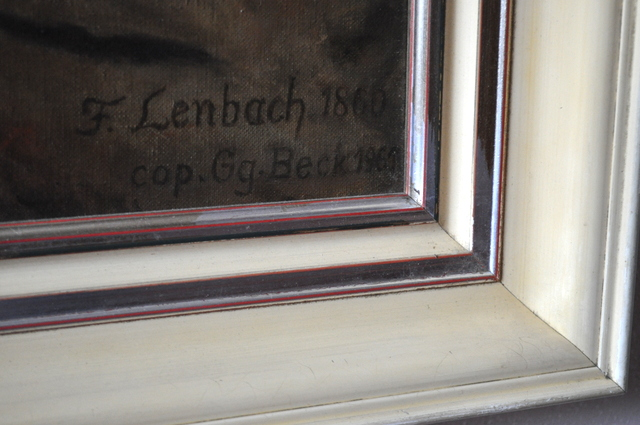 F. Lenbach 1860
cop. Gg. Beck